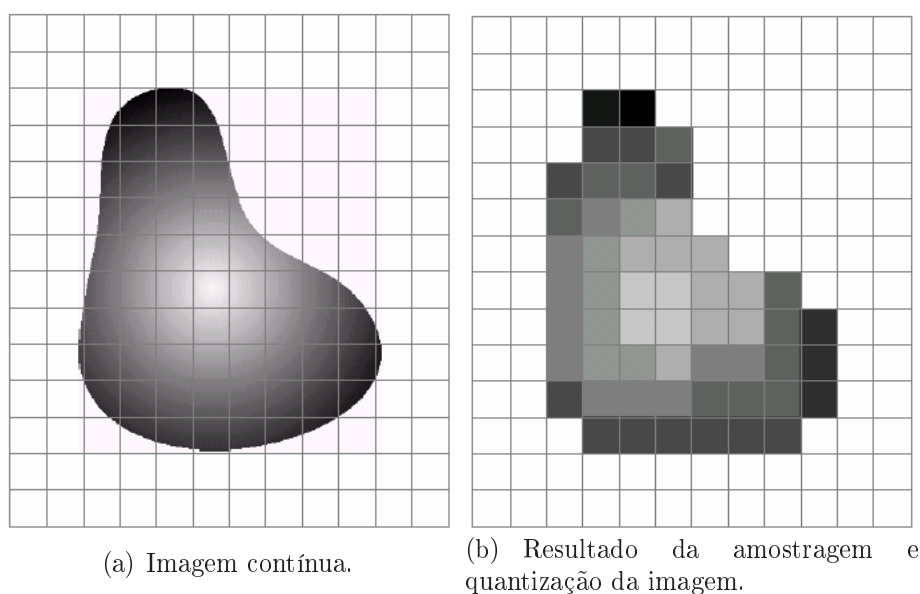 (a) Imagem contínua.
(b) Resultado da amostragem e
quantização da imagem.